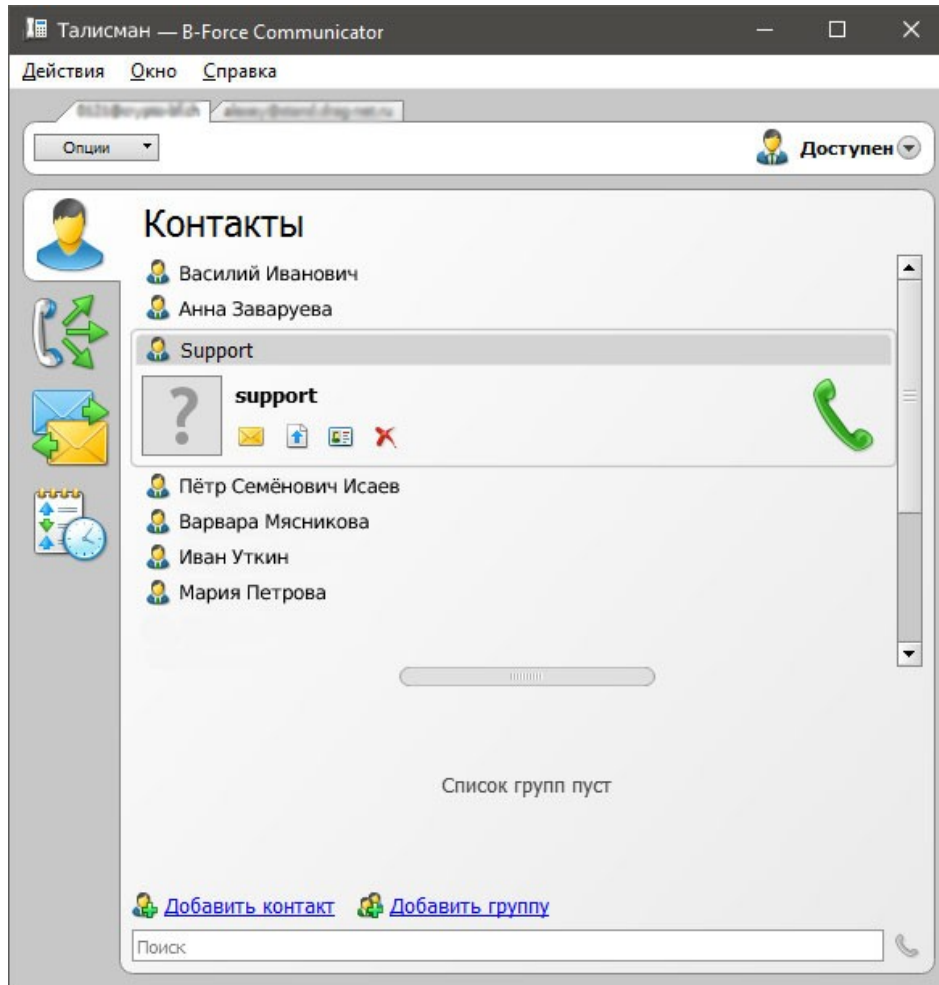 Талисман — B-Force Communicator
Действия Окно Справка
Опции Доступен
Контакты
Василий Иванович
Анна Заваруева
Support
support
Пётр Семёнович Исаев
Варвара Мясникова
Иван Уткин
Мария Петрова
Список групп пуст
Добавить контакт Добавить группу
Поиск